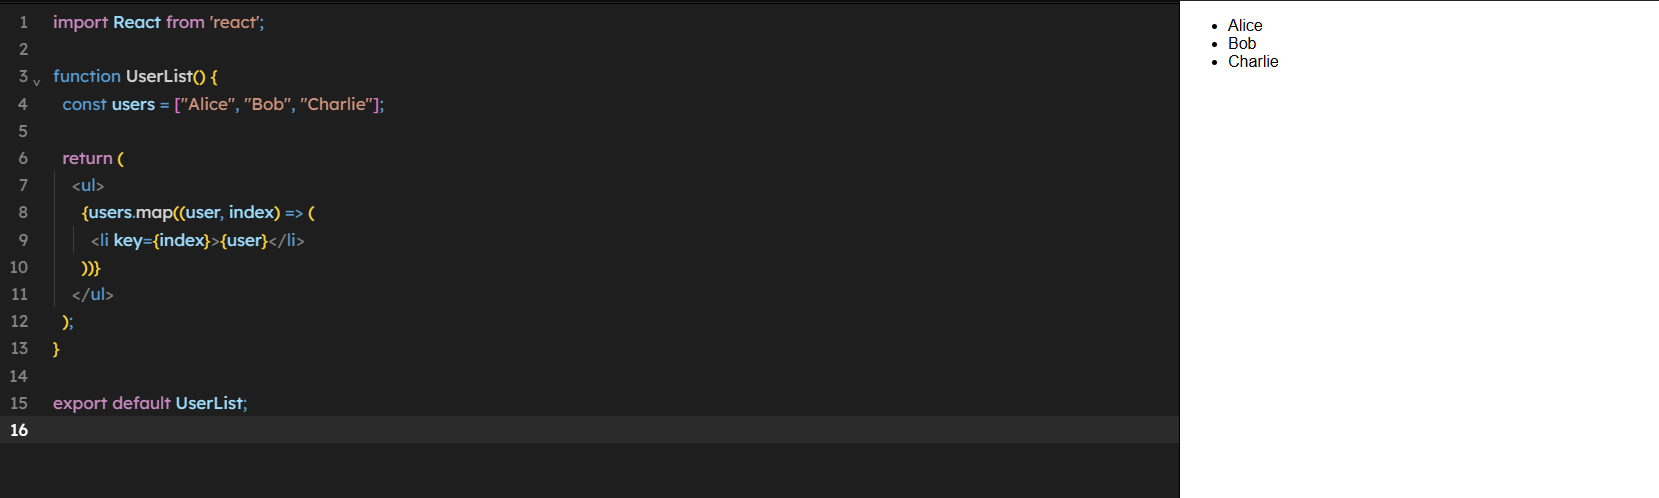 1 import React from 'react';
2
3 function UserList() {
4 const users = ["Alice", "Bob", "Charlie"];
5
6 return (
7 <ul>
8 {users.map((user, index) => (
9 <li key={index}>{user}</li>
10 ))}
11 </ul>
12 );
13 }
14
15 export default UserList;
16
• Alice
• Bob
• Charlie